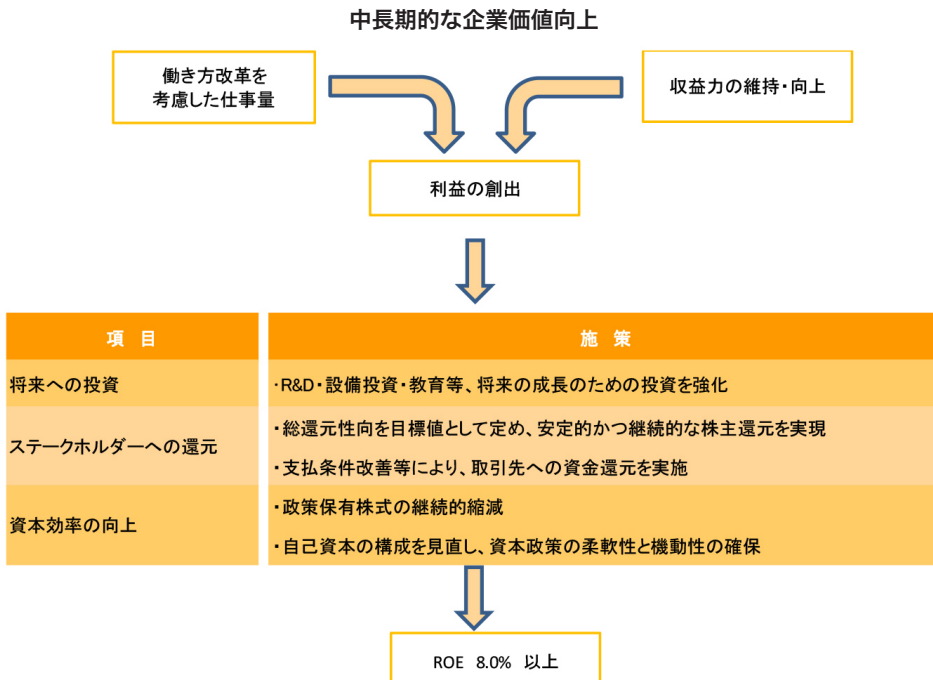 中長期的な企業価値向上
働き方改革を
考慮した仕事量
収益力の維持・向上
利益の創出
項 目
施 策
将来への投資
・R&D・設備投資・教育等、将来の成長のための投資を強化
ステークホルダーへの還元
・総還元性向を目標値として定め、安定的かつ継続的な株主還元を実現
・支払条件改善等により、取引先への資金還元を実施
資本効率の向上
・政策保有株式の継続的縮減
・自己資本の構成を見直し、資本政策の柔軟性と機動性の確保
ROE 8.0% 以上